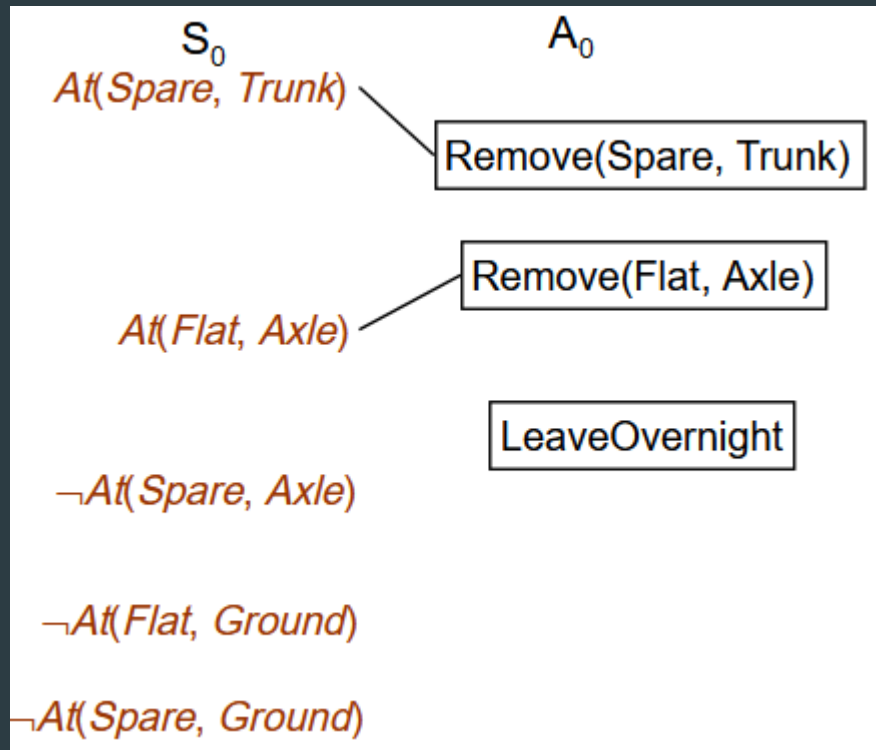 S₀
A₀
At(Spare, Trunk)
Remove(Spare, Trunk)
Remove(Flat, Axle)
At(Flat, Axle)
LeaveOvernight
¬At(Spare, Axle)
¬At(Flat, Ground)
¬At(Spare, Ground)